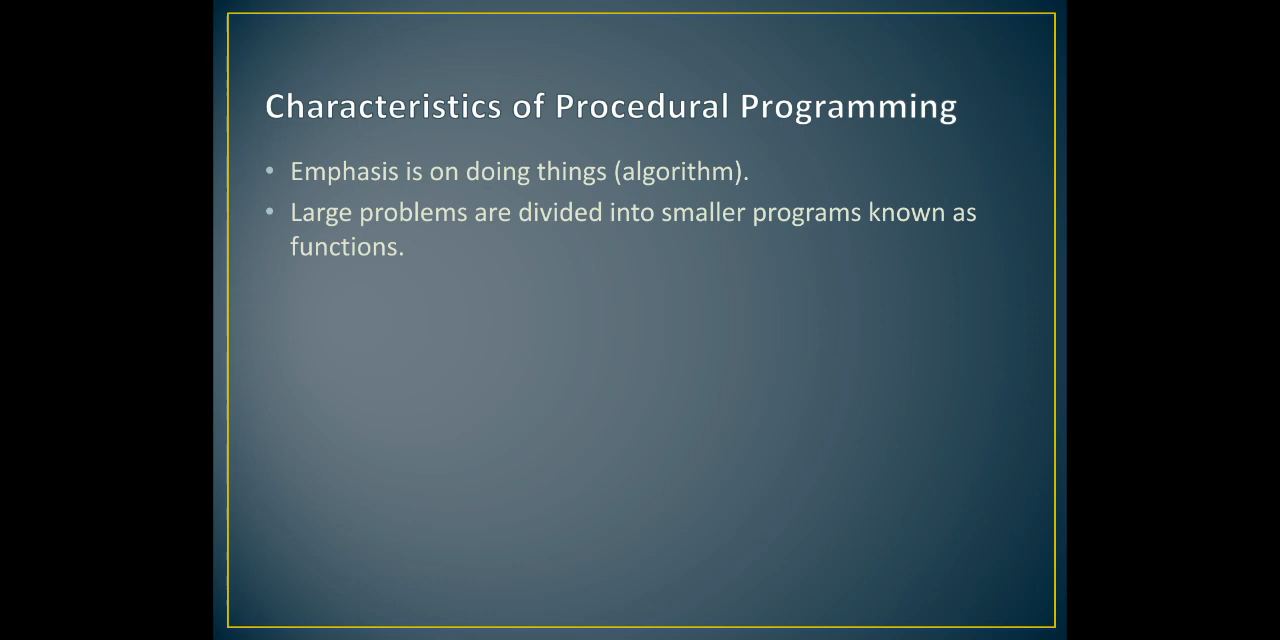 Characteristics of Procedural Programming
• Emphasis is on doing things (algorithm).
• Large problems are divided into smaller programs known as
functions.